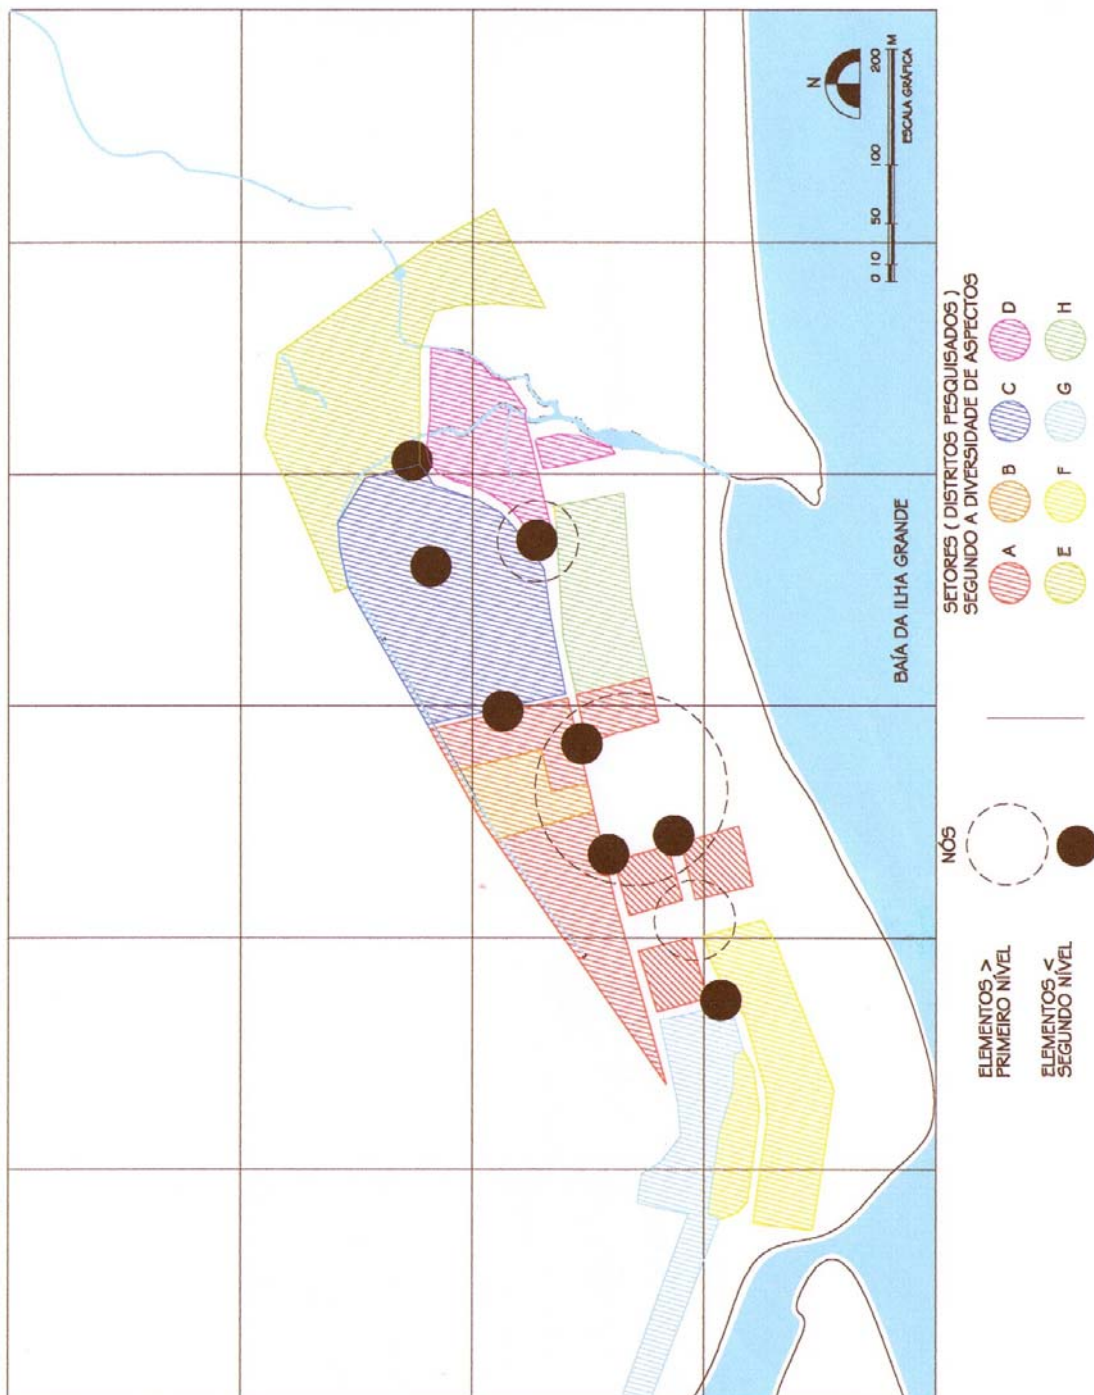 N
0 10 50 100 200 M
ESCALA GRÁFICA
BAÍA DA ILHA GRANDE
NÓS
ELEMENTOS >
PRIMEIRO NÍVEL
ELEMENTOS <
SEGUNDO NÍVEL
SETORES ( DISTRITOS PESQUISADOS )
SEGUNDO A DIVERSIDADE DE ASPECTOS
A B C D
E F G H